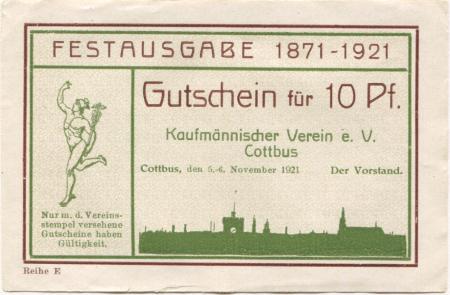 FESTAUSGABE 1871-1921
Gutschein für 10 Pf.
Kaufmännischer Verein e. V.
Cottbus
Cottbus, den 5.-6. November 1921 Der Vorstand.
Nur m. d. Vereins-
stempel versehene
Gutscheine haben
Gültigkeit.
Reihe E